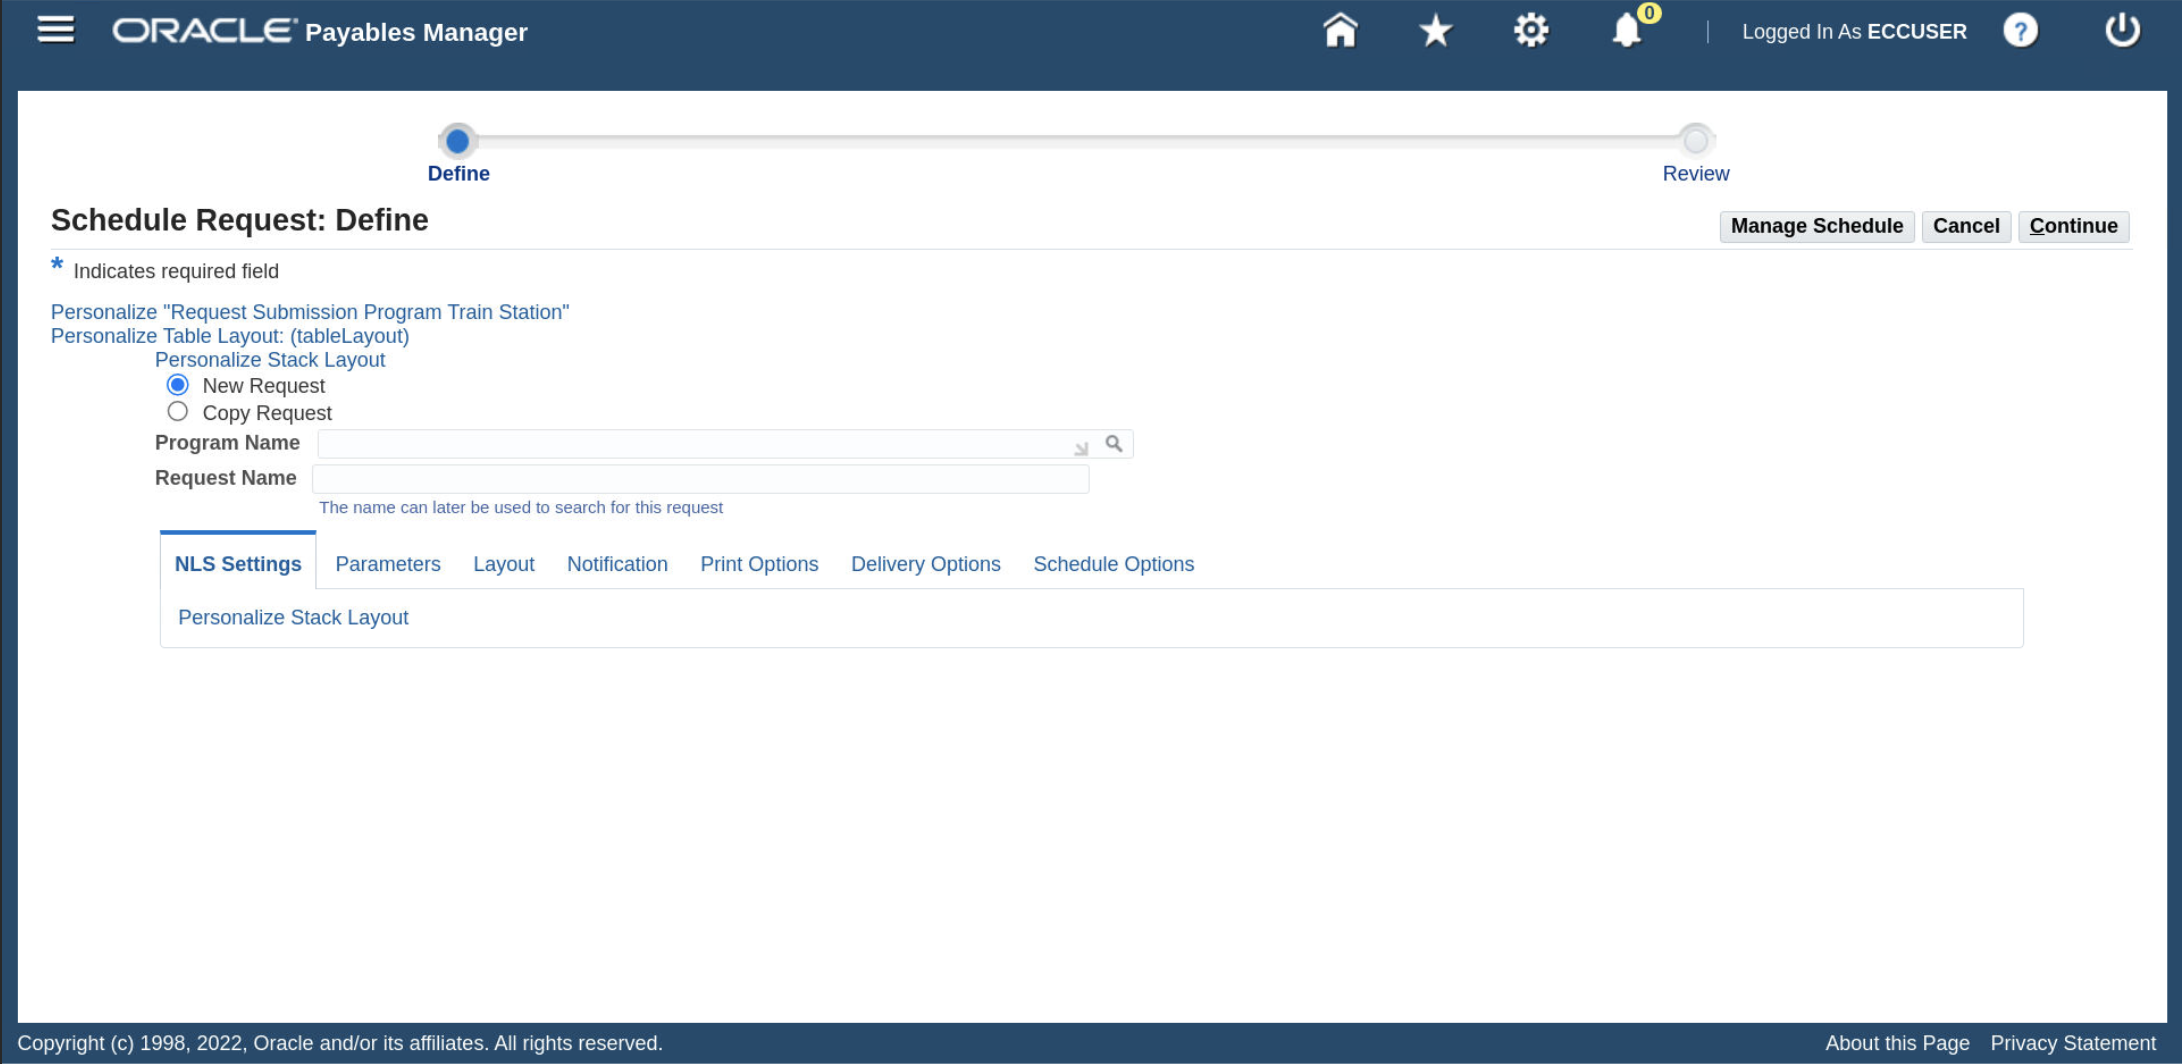 ORACLE Payables Manager
0
Logged In As ECCUSER
?
Define
Review
Schedule Request: Define
Manage Schedule
Cancel
Continue
* Indicates required field
Personalize "Request Submission Program Train Station"
Personalize Table Layout: (tableLayout)
Personalize Stack Layout
New Request
Copy Request
Program Name
Request Name
The name can later be used to search for this request
NLS Settings
Parameters
Layout
Notification
Print Options
Delivery Options
Schedule Options
Personalize Stack Layout
Copyright (c) 1998, 2022, Oracle and/or its affiliates. All rights reserved.
About this Page
Privacy Statement